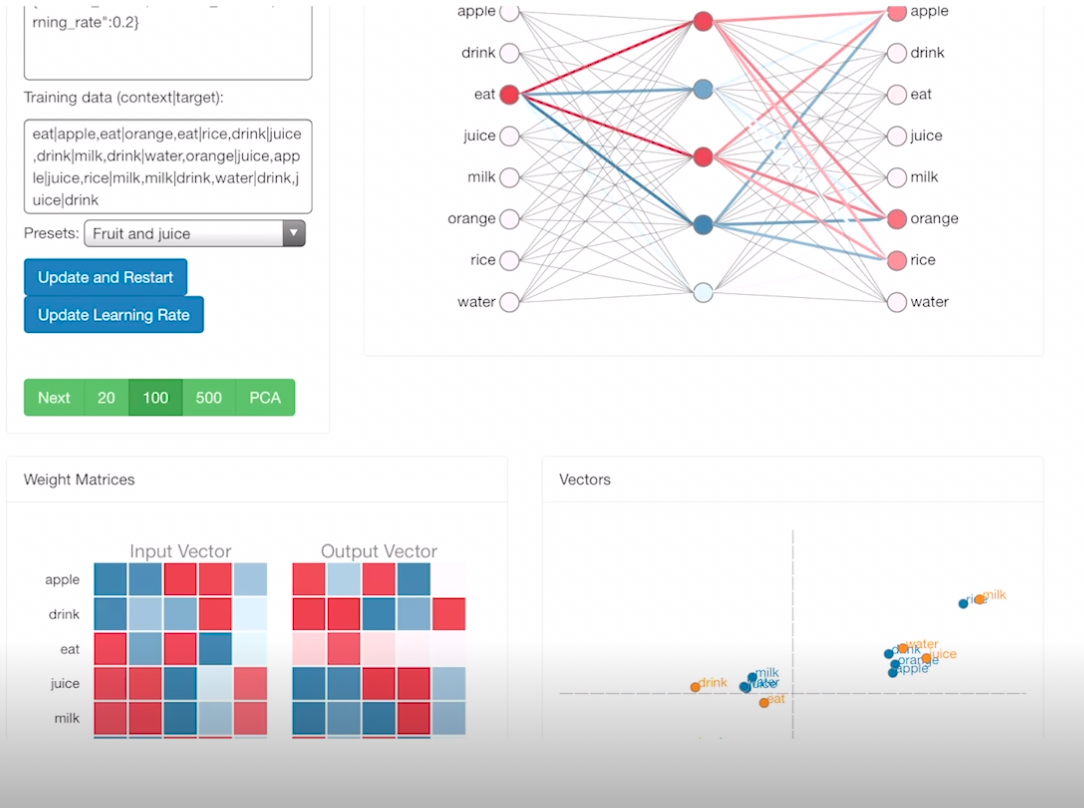 rning_rate":0.2}
Training data (context|target):
eat|apple,eat|orange,eat|rice,drink|juice
,drink|milk,drink|water,orange|juice,app
le|juice,rice|milk,milk|drink,water|drink,j
uice|drink
Presets: Fruit and juice
Update and Restart
Update Learning Rate
Next 20 100 500 PCA
apple apple
drink drink
eat eat
juice juice
milk milk
orange orange
rice rice
water water
Weight Matrices
Input Vector Output Vector
apple
drink
eat
juice
milk
Vectors
rice milk
water
drink juice
orange
apple
milk
drink water
juice
eat